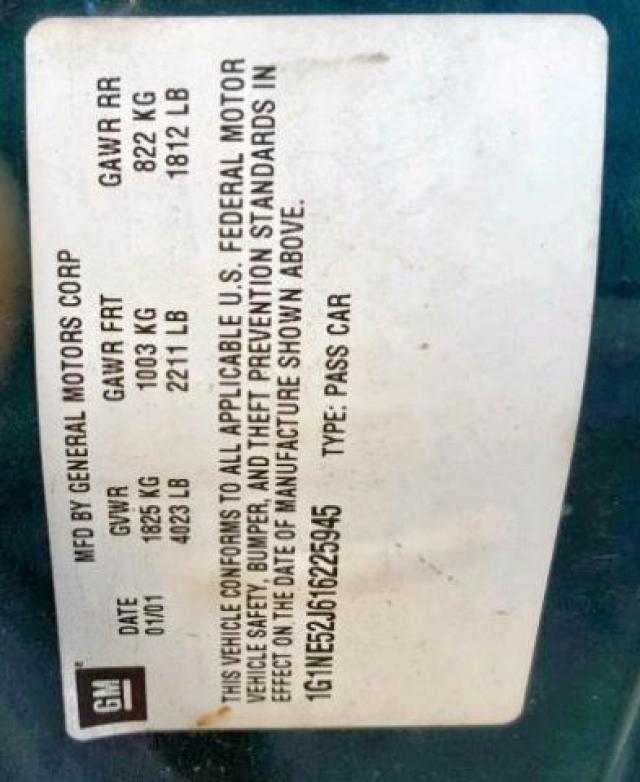 GM
MFD BY GENERAL MOTORS CORP
DATE GVWR GAWR FRT GAWR RR
01/01 1825 KG 1003 KG 822 KG
4023 LB 2211 LB 1812 LB
THIS VEHICLE CONFORMS TO ALL APPLICABLE U.S. FEDERAL MOTOR
VEHICLE SAFETY, BUMPER, AND THEFT PREVENTION STANDARDS IN
EFFECT ON THE DATE OF MANUFACTURE SHOWN ABOVE.
1G1NE52J616225945 TYPE: PASS CAR